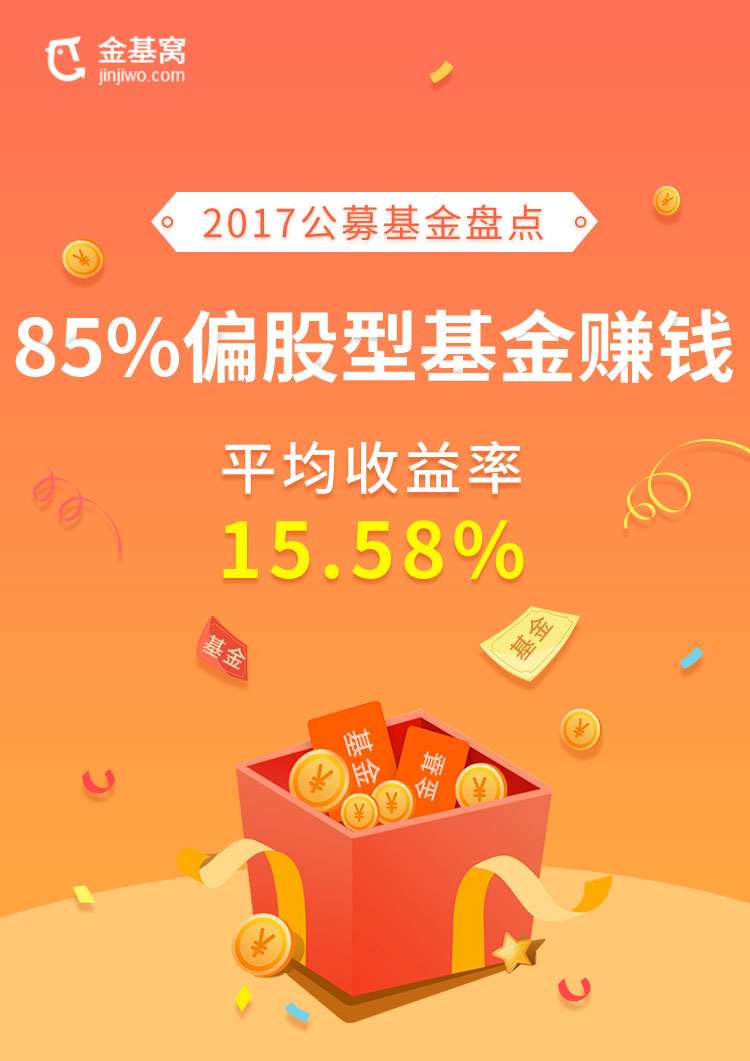 金基窝
jinjiwo.com
2017公募基金盘点
85%偏股型基金赚钱
平均收益率
15.58%
基金
基金
基金
基金